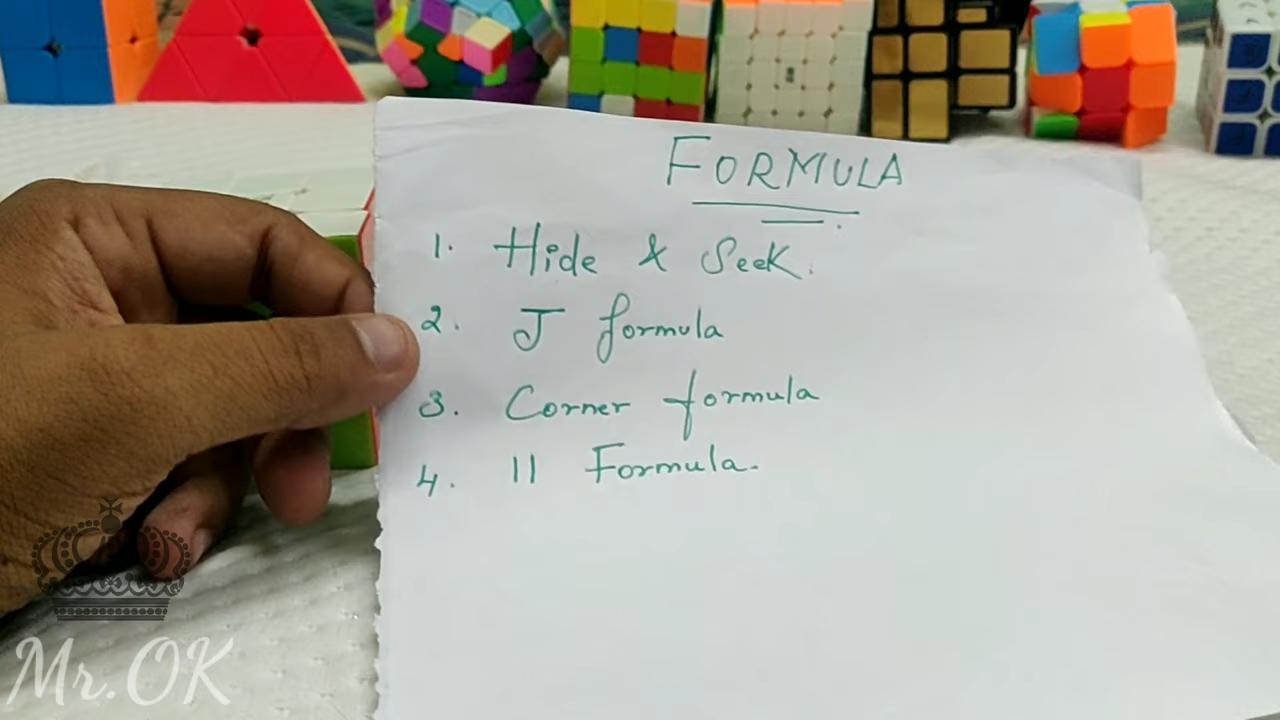 FORMULA
1. Hide & Seek.
2. J formula
3. Corner formula
4. 11 Formula.
Mr.OK